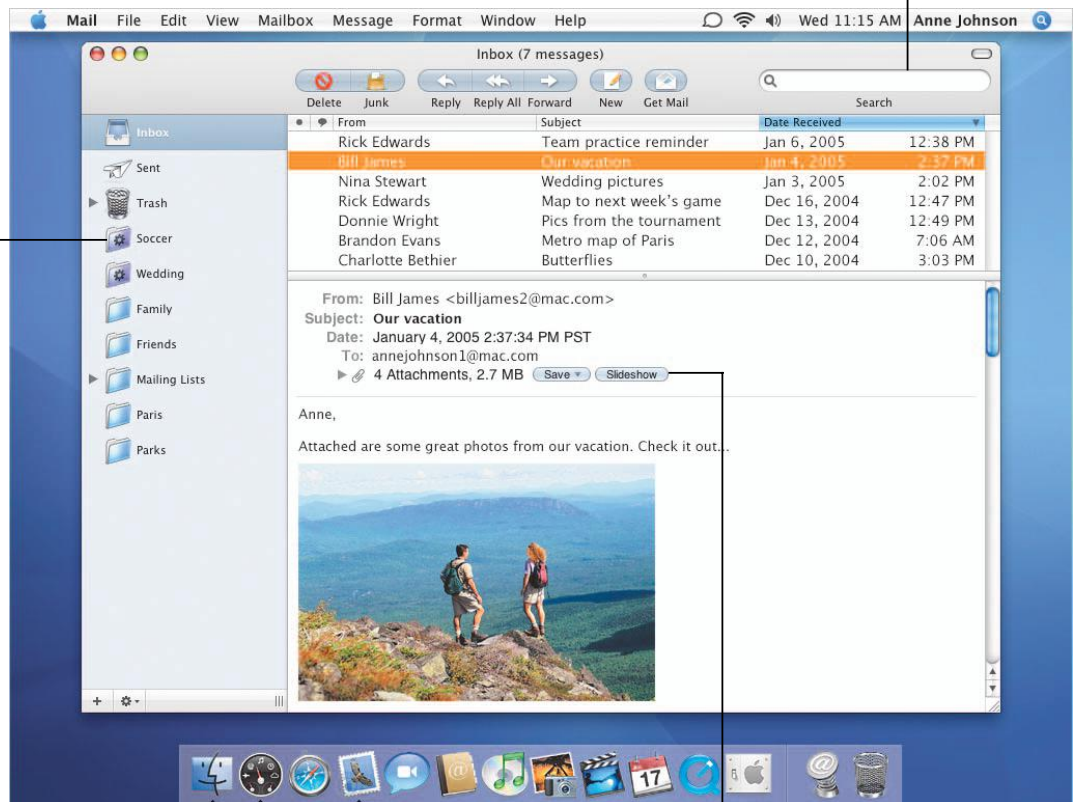 Mail File Edit View Mailbox Message Format Window Help Wed 11:15 AM Anne Johnson
Inbox (7 messages)
Delete Junk Reply Reply All Forward New Get Mail Search
From Subject Date Received
Rick Edwards Team practice reminder Jan 6, 2005 12:38 PM
Bill James Our vacation Jan 4, 2005 2:37 PM
Nina Stewart Wedding pictures Jan 3, 2005 2:02 PM
Rick Edwards Map to next week's game Dec 16, 2004 12:47 PM
Donnie Wright Pics from the tournament Dec 13, 2004 12:49 PM
Brandon Evans Metro map of Paris Dec 12, 2004 7:06 AM
Charlotte Bethier Butterflies Dec 10, 2004 3:03 PM
Inbox
Sent
Trash
Soccer
Wedding
Family
Friends
Mailing Lists
Paris
Parks
From: Bill James <billjames2@mac.com>
Subject: Our vacation
Date: January 4, 2005 2:37:34 PM PST
To: annejohnson1@mac.com
4 Attachments, 2.7 MB Save Slideshow
Anne,
Attached are some great photos from our vacation. Check it out...
17